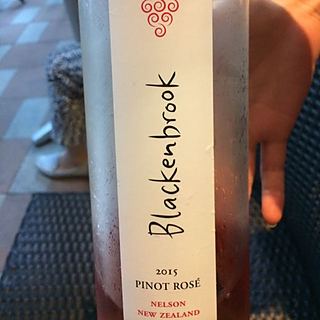 Blackenbrook
2015
PINOT ROSÉ
NELSON
NEW ZEALAND